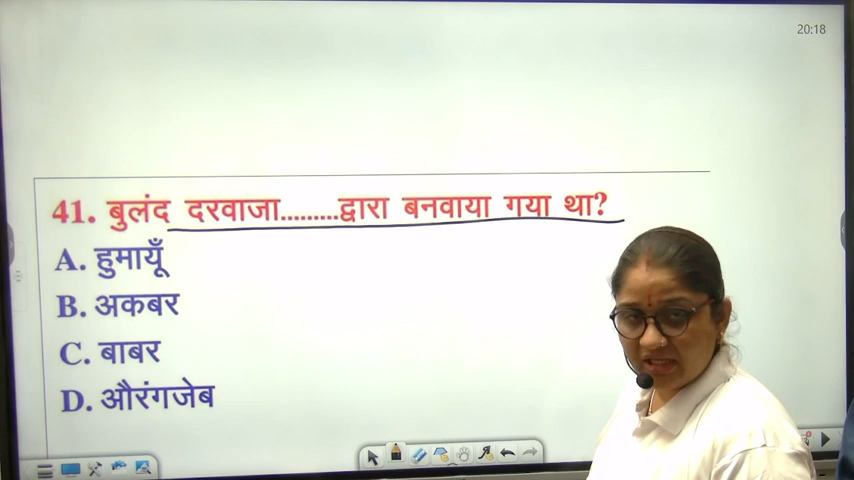 20:18
41. बुलंद दरवाजा.........द्वारा बनवाया गया था?
A. हुमायूँ
B. अकबर
C. बाबर
D. औरंगजेब